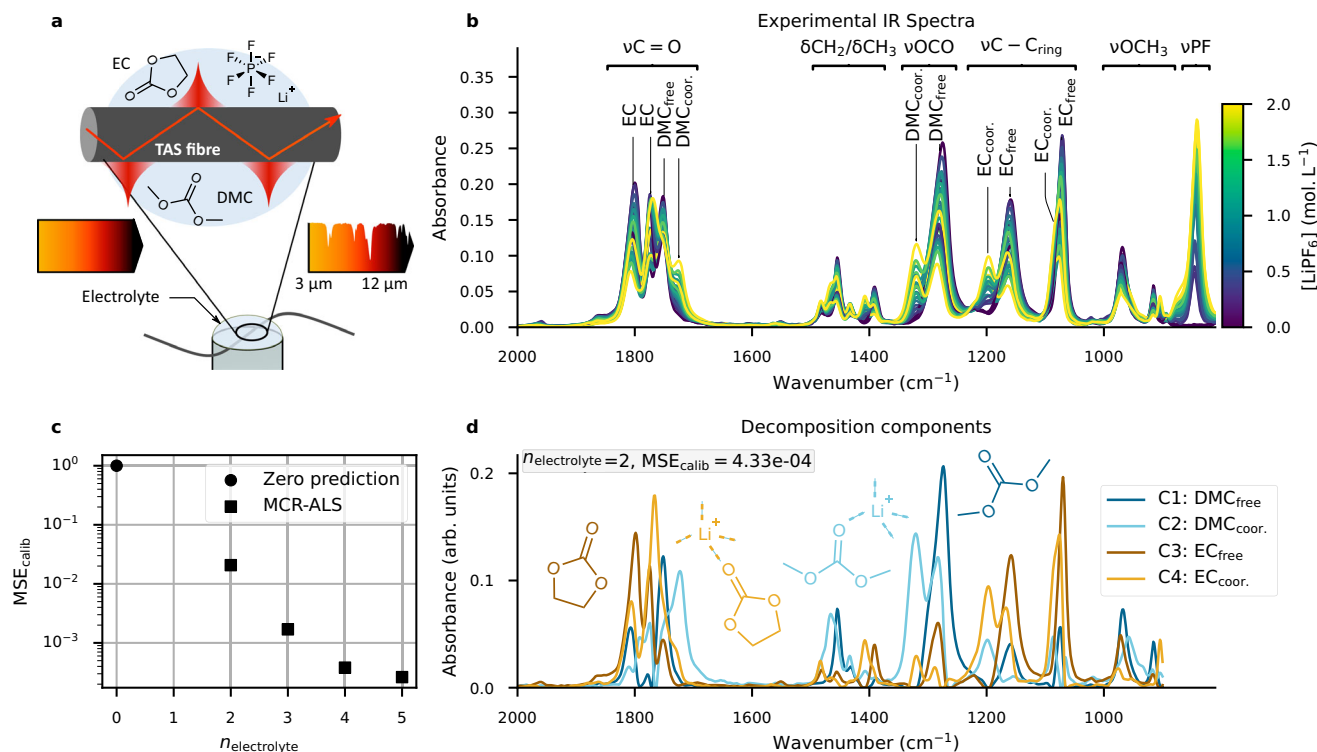 a
EC
F
F F
P
F F
F
−
Li+
O
O
O
TAS fibre
O
O O
DMC
3 µm 12 µm
Electrolyte
b
Experimental IR Spectra
νC = O
δCH2/δCH3
νOCO
νC − Cring
νOCH3
νPF
EC
EC
DMCfree
DMCcoor.
DMCcoor.
DMCfree
ECcoor.
ECfree
ECcoor.
ECfree
Absorbance
0.35
0.30
0.25
0.20
0.15
0.10
0.05
0.00
2000 1800 1600 1400 1200 1000
Wavenumber (cm−1)
2.0
1.5
1.0
0.5
0.0
[LiPF6] (mol. L−1)
c
MSEcalib
10^0
10^−1
10^−2
10^−3
Zero prediction
MCR-ALS
0 1 2 3 4 5
nelectrolyte
d
Decomposition components
nelectrolyte=2, MSEcalib = 4.33e-04
Absorbance (arb. units)
0.2
0.1
0.0
O
O
O
Li+
O
O
O
Li+
O
O O
O
O
O
C1: DMCfree
C2: DMCcoor.
C3: ECfree
C4: ECcoor.
2000 1800 1600 1400 1200 1000
Wavenumber (cm−1)